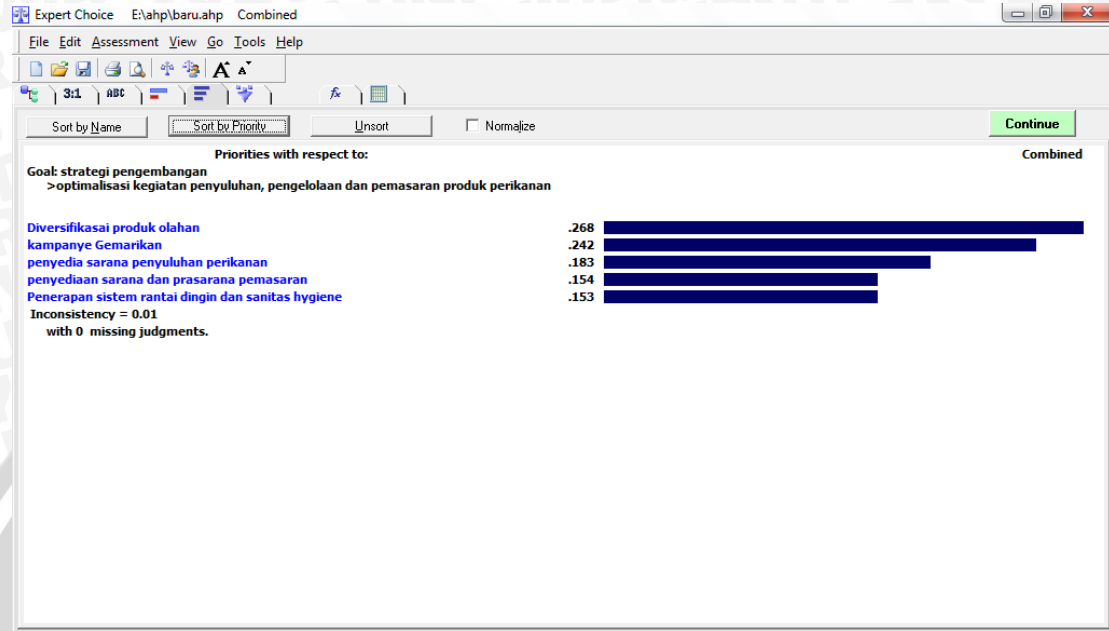 Expert Choice E:\ahp\baru.ahp Combined
File Edit Assessment View Go Tools Help
A A
3:1 ABC fx
Sort by Name Sort by Priority Unsort Normalize Continue
Priorities with respect to: Combined
Goal: strategi pengembangan
>optimalisasi kegiatan penyuluhan, pengelolaan dan pemasaran produk perikanan
Diversifikasai produk olahan .268
kampanye Gemarikan .242
penyedia sarana penyuluhan perikanan .183
penyediaan sarana dan prasarana pemasaran .154
Penerapan sistem rantai dingin dan sanitas hygiene .153
Inconsistency = 0.01
with 0 missing judgments.